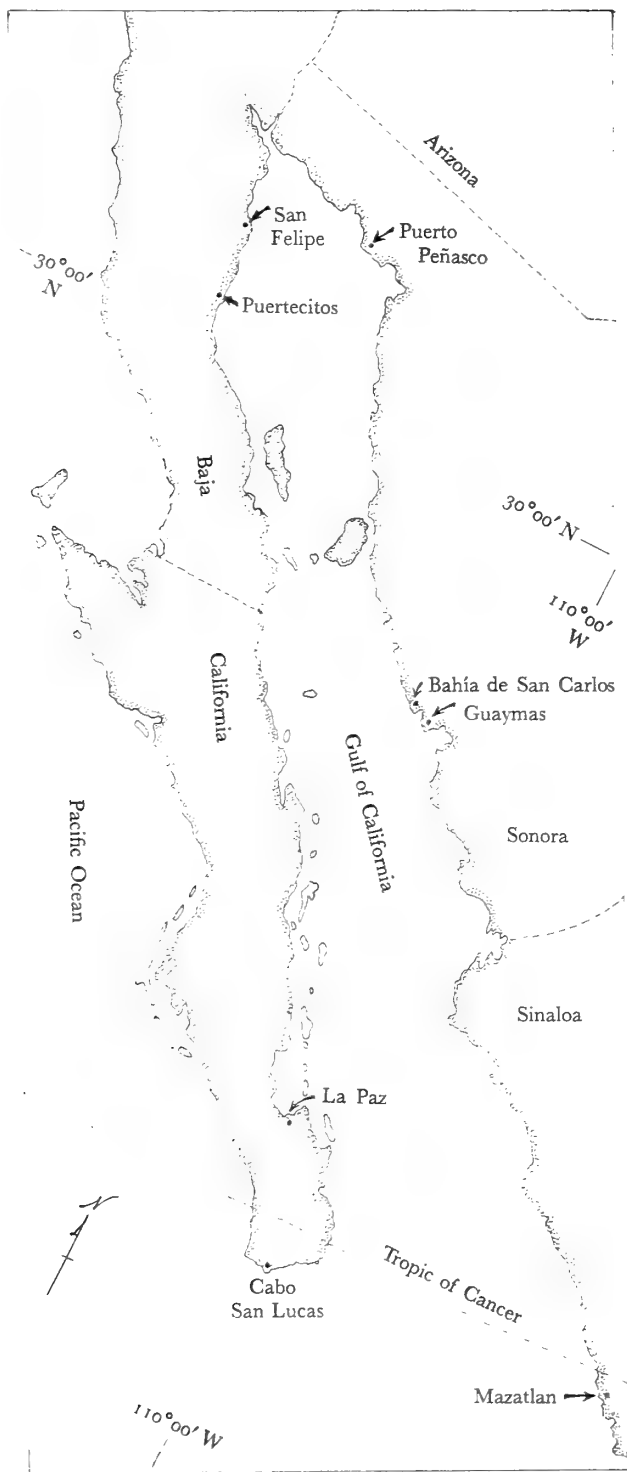 Arizona
San
Felipe
Puerto
Peñasco
30°00'
N
Puertecitos
Baja
30°00' N
110°00'
W
California
Bahía de San Carlos
Guaymas
Gulf of California
Pacific Ocean
Sonora
Sinaloa
La Paz
N
Tropic of Cancer
Cabo
San Lucas
Mazatlan
110°00' W